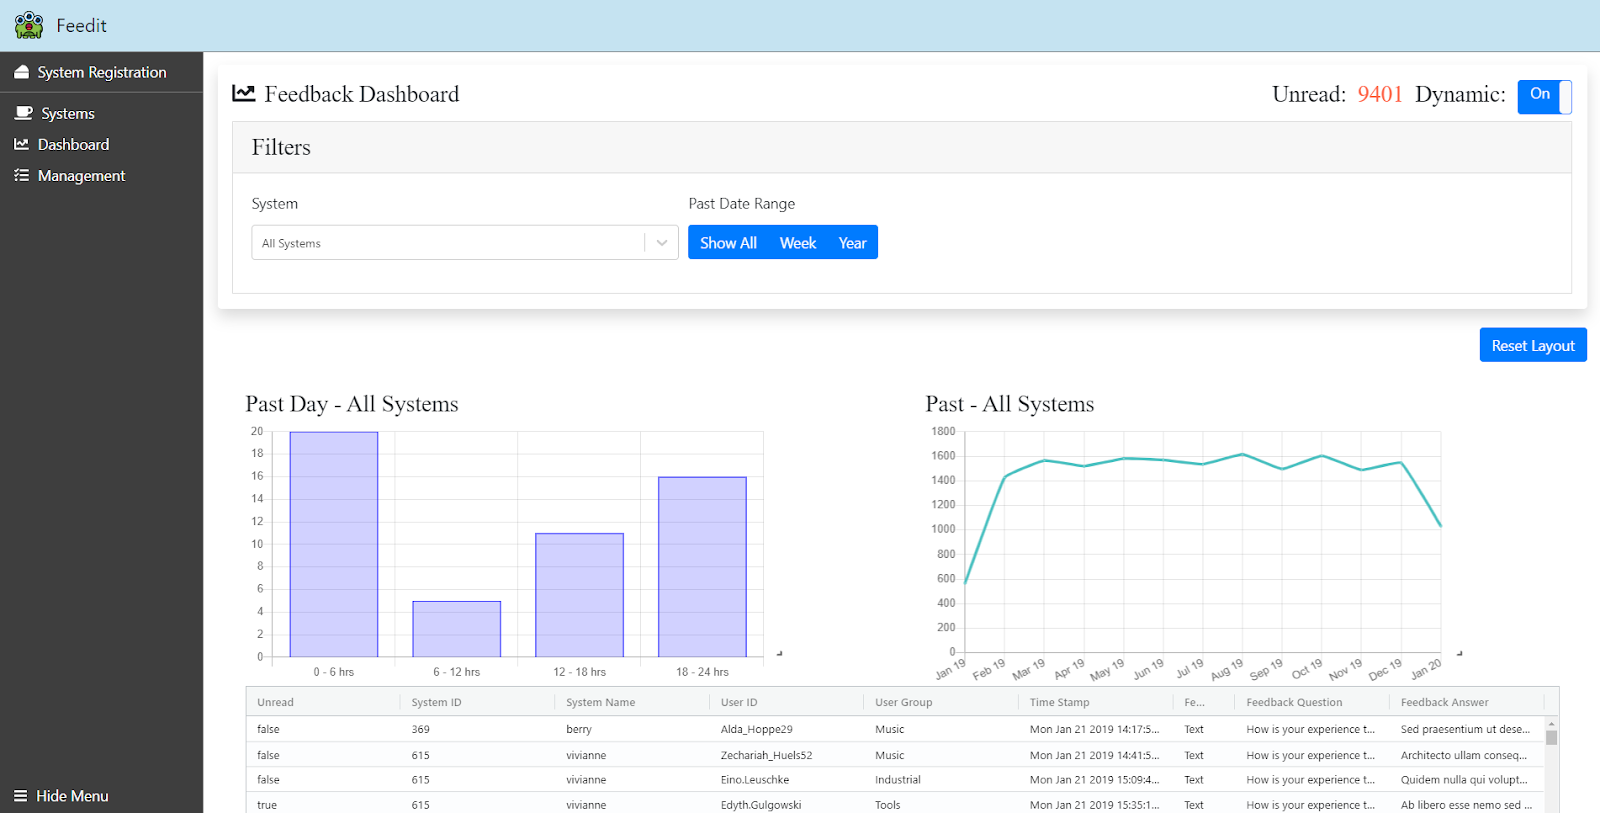 Feedit
System Registration
Systems
Dashboard
Management
Hide Menu
Feedback Dashboard
Unread: 9401 Dynamic: On
Filters
System
Past Date Range
All Systems
Show All Week Year
Reset Layout
Past Day - All Systems
20
18
16
14
12
10
8
6
4
2
0
0 - 6 hrs 6 - 12 hrs 12 - 18 hrs 18 - 24 hrs
Past - All Systems
1800
1600
1400
1200
1000
800
600
400
200
0
Jan 19 Feb 19 Mar 19 Apr 19 May 19 Jun 19 Jul 19 Aug 19 Sep 19 Oct 19 Nov 19 Dec 19 Jan 20
Unread System ID System Name User ID User Group Time Stamp Fe... Feedback Question Feedback Answer
false 369 berry Alda_Hoppe29 Music Mon Jan 21 2019 14:17:5... Text How is your experience t... Sed praesentium ut dese...
false 615 vivianne Zechariah_Huels52 Music Mon Jan 21 2019 14:41:5... Text How is your experience t... Architecto ullam conseq...
false 615 vivianne Eino.Leuschke Industrial Mon Jan 21 2019 15:09:4... Text How is your experience t... Quidem nulla qui volupt...
true 615 vivianne Edyth.Gulgowski Tools Mon Jan 21 2019 15:35:1... Text How is your experience t... Ab libero esse nemo sed ...